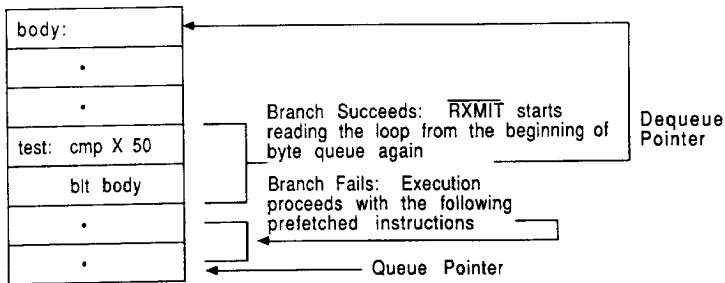 body:
•
•
test: cmp X 50
blt body
•
•
Branch Succeeds: RXMIT starts
reading the loop from the beginning of
byte queue again
Branch Fails: Execution
proceeds with the following
prefetched instructions
Queue Pointer
Dequeue
Pointer